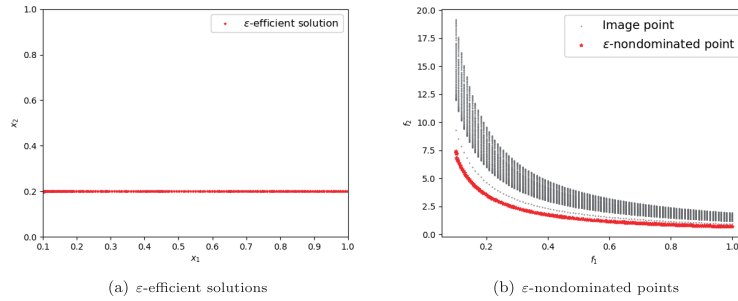 1.0
0.8
0.6
0.4
0.2
0.0
x2
0.1 0.2 0.3 0.4 0.5 0.6 0.7 0.8 0.9 1.0
x1
ε-efficient solution
20.0
17.5
15.0
12.5
10.0
7.5
5.0
2.5
0.0
f2
0.2 0.4 0.6 0.8 1.0
f1
Image point
ε-nondominated point
(a) ε-efficient solutions
(b) ε-nondominated points